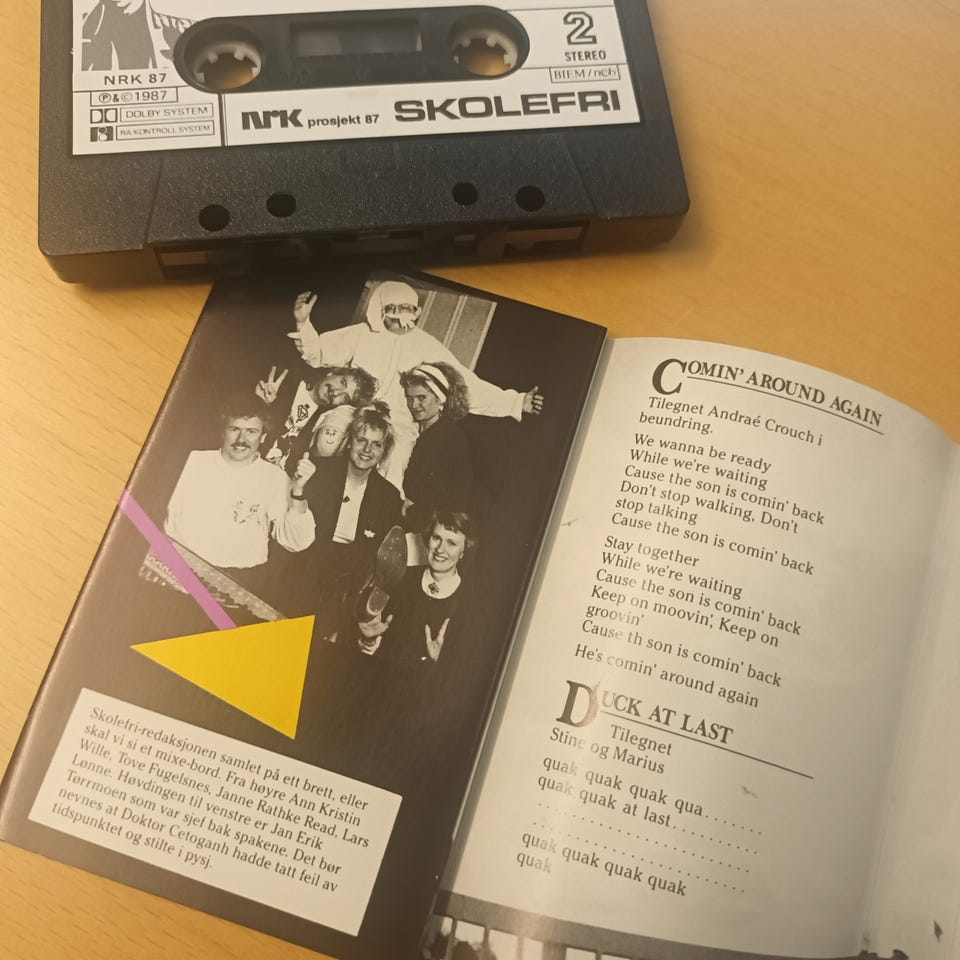 NRK 87
℗&©1987
DOLBY SYSTEM
RA KONTROLL SYSTEM
2
STEREO
BIEM/ncb
NRK prosjekt 87 SKOLEFRI
Skolefri-redaksjonen samlet på ett brett, eller
skal vi si et mixe-bord. Fra høyre Ann Kristin
Wille, Tove Fugelsnes, Janne Rathke Read, Lars
Lønne. Høvdingen til venstre er Jan Erik
Tørrmoen som var sjef bak spakene. Det bør
nevnes at Doktor Cetoganh hadde tatt feil av
tidspunktet og stilte i pysj.
COMIN' AROUND AGAIN
Tilegnet Andraé Crouch i
beundring.
We wanna be ready
While we're waiting
Cause the son is comin' back
Don't stop walking, Don't
stop talking
Cause the son is comin' back
Stay together
While we're waiting
Cause the son is comin' back
Keep on moovin', Keep on
groovin'
Cause th son is comin' back
He's comin' around again
DUCK AT LAST
Tilegnet
Stine og Marius
quak quak quak qua.......
quak quak at last..........
..........................
..........................
quak quak quak quak
quak